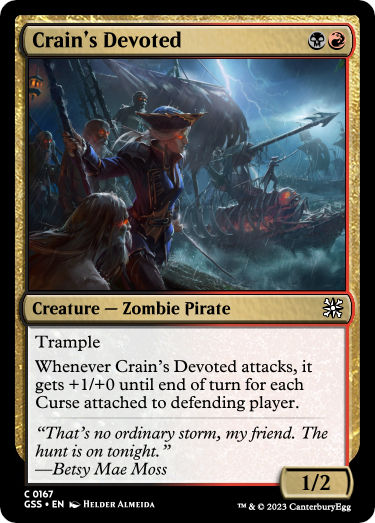 Crain's Devoted
Creature — Zombie Pirate
Trample
Whenever Crain's Devoted attacks, it
gets +1/+0 until end of turn for each
Curse attached to defending player.
"That's no ordinary storm, my friend. The
hunt is on tonight."
—Betsy Mae Moss
1/2
C 0167
GSS • EN Helder Almeida
™ & © 2023 CanterburyEgg